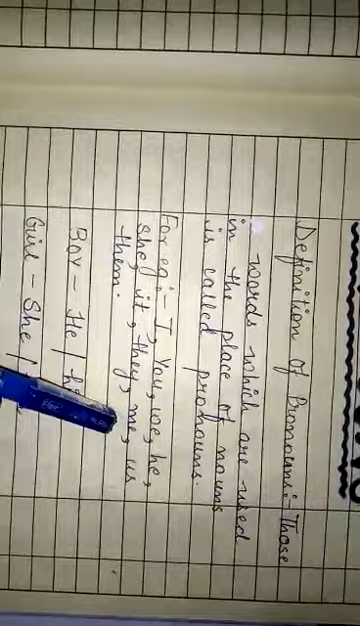 Definition of Pronoun:- Those
words which are used
in the place of nouns
is called pronouns.
For eg:- I, You, we, he,
she, it, they, me, us
them.
Boy - He /
Girl - She /